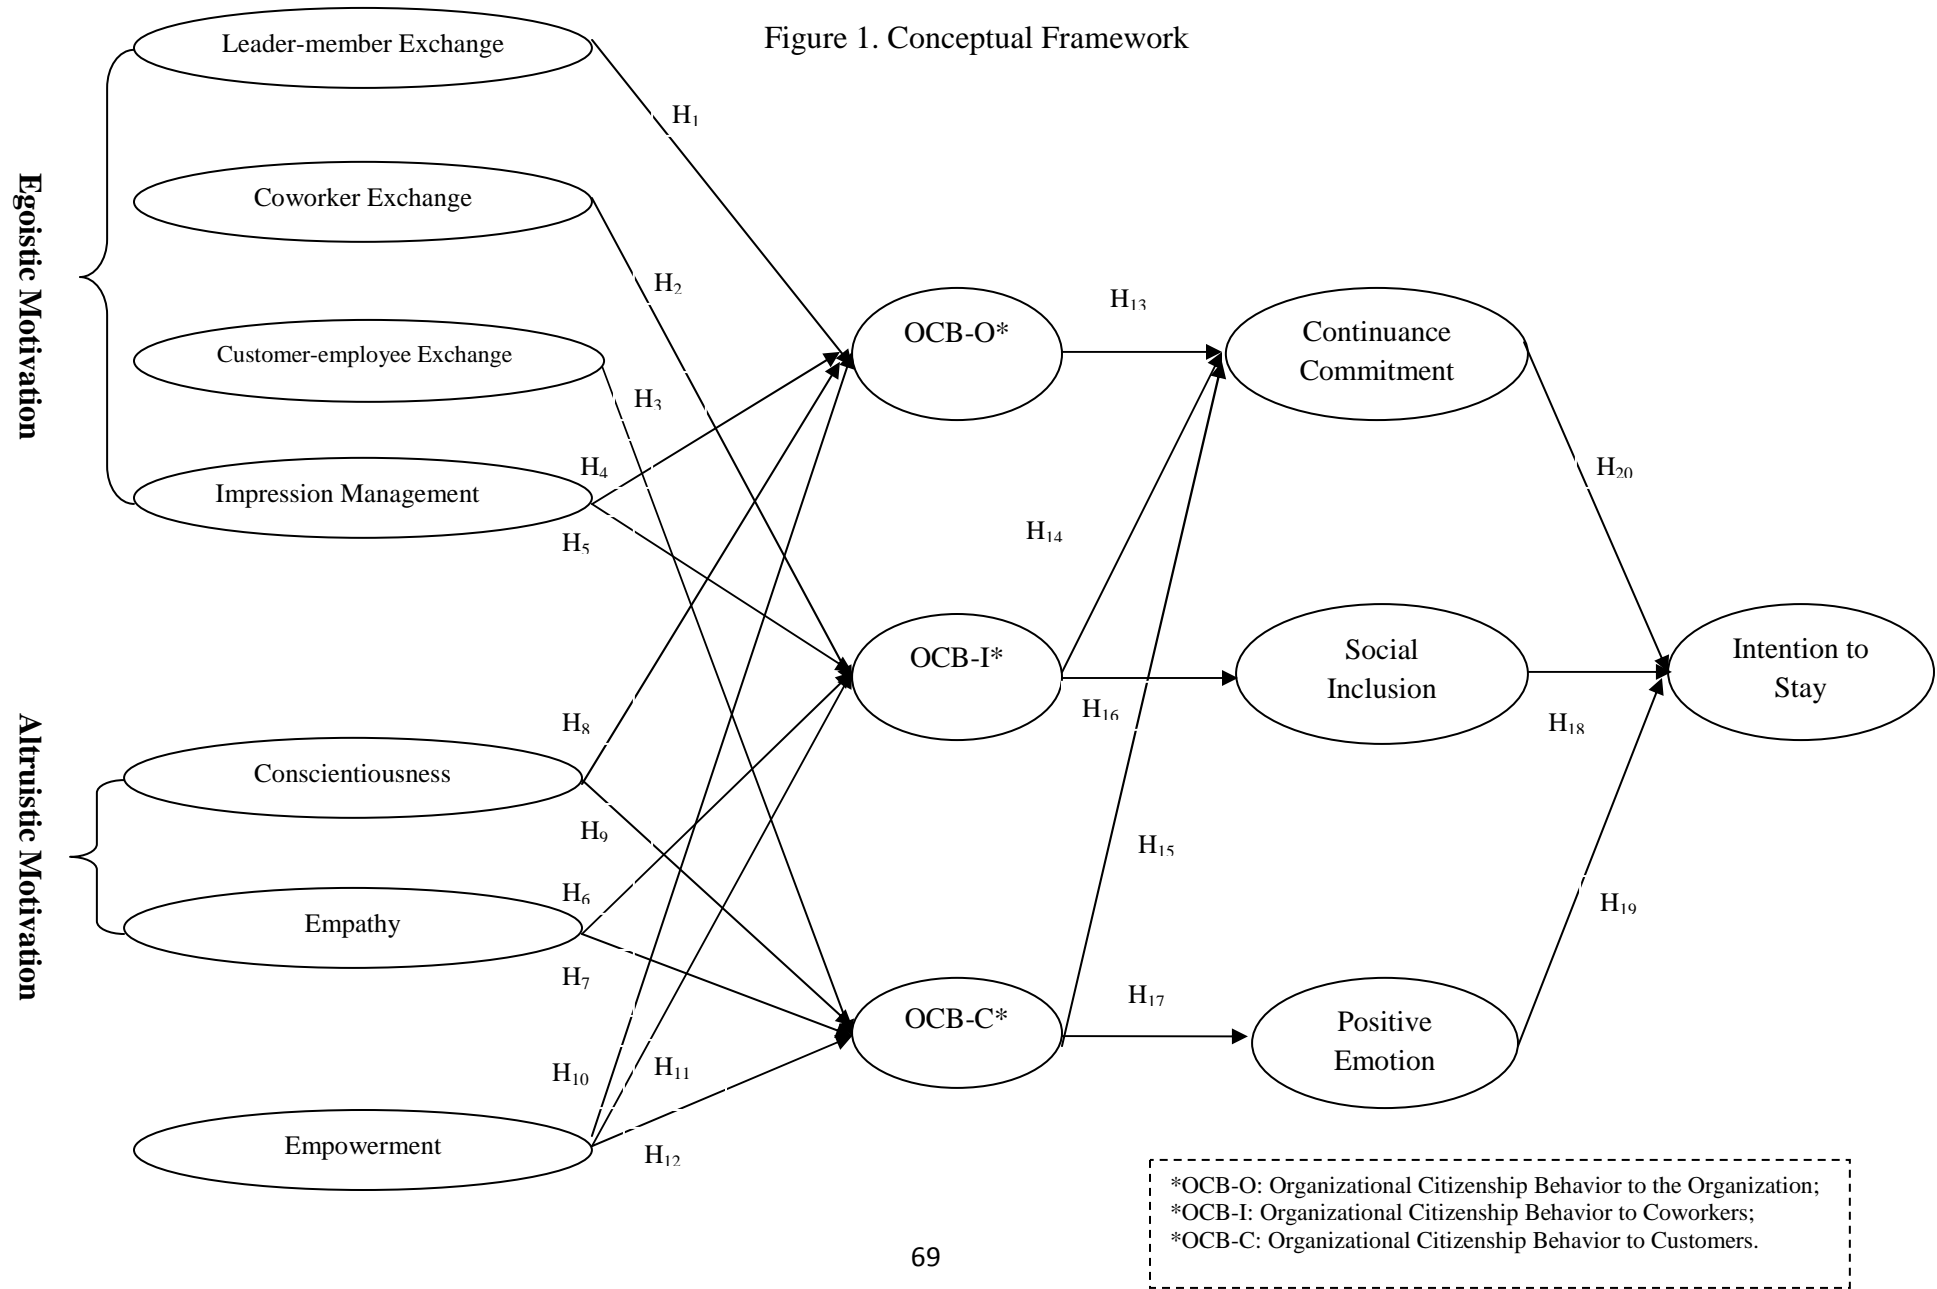 Figure 1. Conceptual Framework
Egoistic Motivation
Leader-member Exchange
Coworker Exchange
Customer-employee Exchange
Impression Management
Altruistic Motivation
Conscientiousness
Empathy
Empowerment
H1
H2
H3
H4
H5
H8
H9
H6
H7
H10
H11
H12
OCB-O*
OCB-I*
OCB-C*
H13
H14
H16
H15
H17
Continuance
Commitment
Social
Inclusion
Positive
Emotion
H20
H18
H19
Intention to
Stay
*OCB-O: Organizational Citizenship Behavior to the Organization;
*OCB-I: Organizational Citizenship Behavior to Coworkers;
*OCB-C: Organizational Citizenship Behavior to Customers.
69